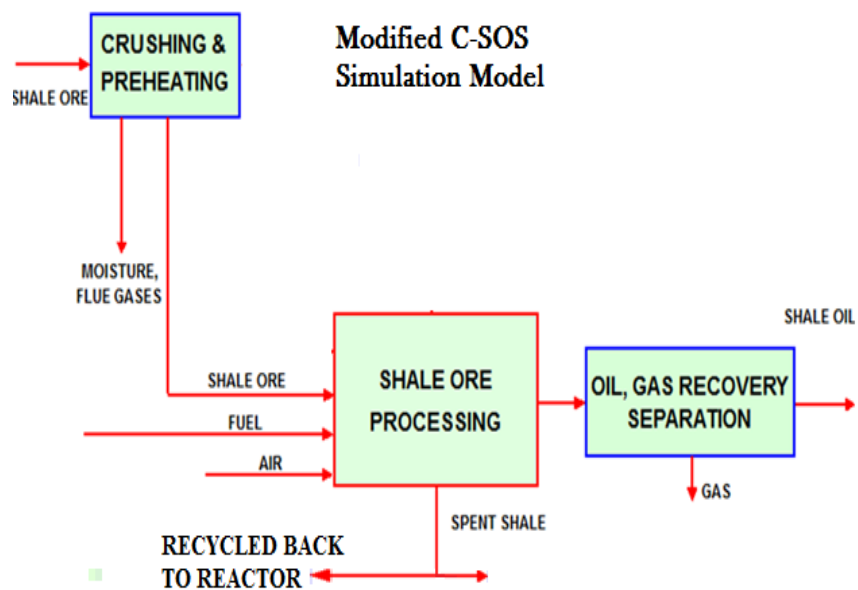 CRUSHING &
PREHEATING
Modified C-SOS
Simulation Model
SHALE ORE
MOISTURE,
FLUE GASES
SHALE ORE
FUEL
AIR
SHALE ORE
PROCESSING
OIL, GAS RECOVERY
SEPARATION
SHALE OIL
GAS
SPENT SHALE
RECYCLED BACK
TO REACTOR